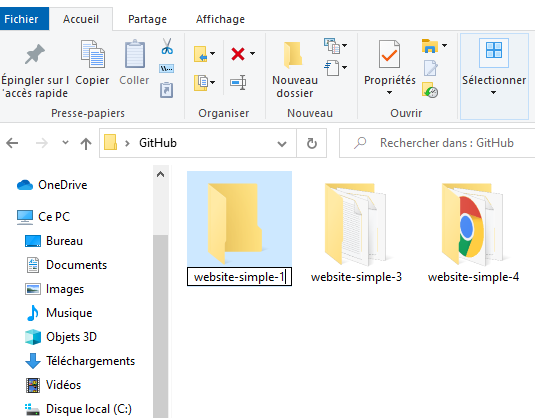 Fichier Accueil Partage Affichage
Épingler sur l
'accès rapide
Copier
Coller
Presse-papiers
Organiser
Nouveau
dossier
Nouveau
Propriétés
Ouvrir
Sélectionner
GitHub
Rechercher dans : GitHub
OneDrive
Ce PC
Bureau
Documents
Images
Musique
Objets 3D
Téléchargements
Vidéos
Disque local (C:)
website-simple-1
website-simple-3
website-simple-4